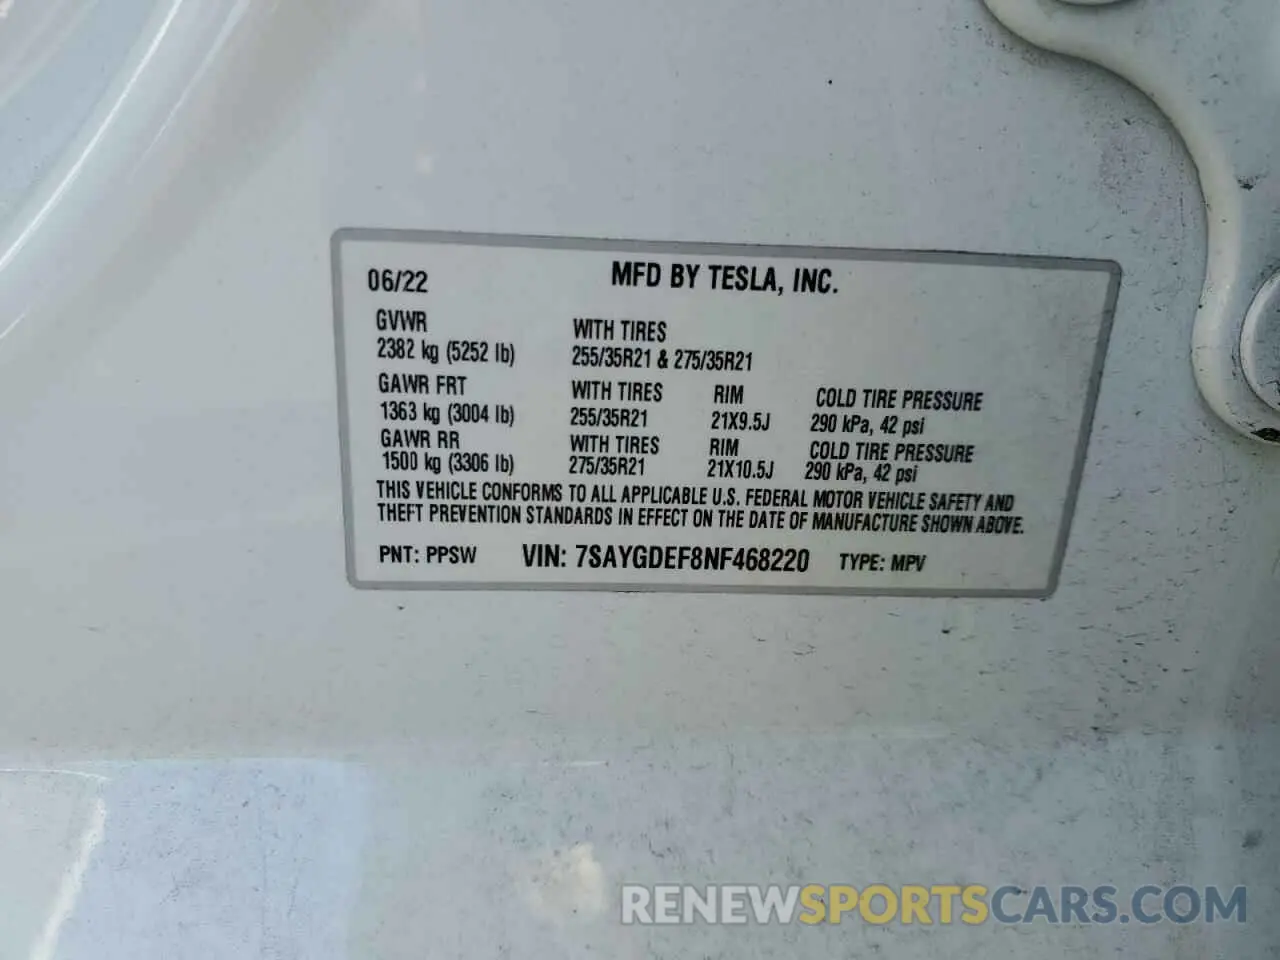 06/22 MFD BY TESLA, INC.
GVWR WITH TIRES
2382 kg (5252 lb) 255/35R21 & 275/35R21
GAWR FRT WITH TIRES RIM COLD TIRE PRESSURE
1363 kg (3004 lb) 255/35R21 21X9.5J 290 kPa, 42 psi
GAWR RR WITH TIRES RIM COLD TIRE PRESSURE
1500 kg (3306 lb) 275/35R21 21X10.5J 290 kPa, 42 psi
THIS VEHICLE CONFORMS TO ALL APPLICABLE U.S. FEDERAL MOTOR VEHICLE SAFETY AND
THEFT PREVENTION STANDARDS IN EFFECT ON THE DATE OF MANUFACTURE SHOWN ABOVE.
PNT: PPSW VIN: 7SAYGDEF8NF468220 TYPE: MPV
RENEWSPORTSCARS.COM